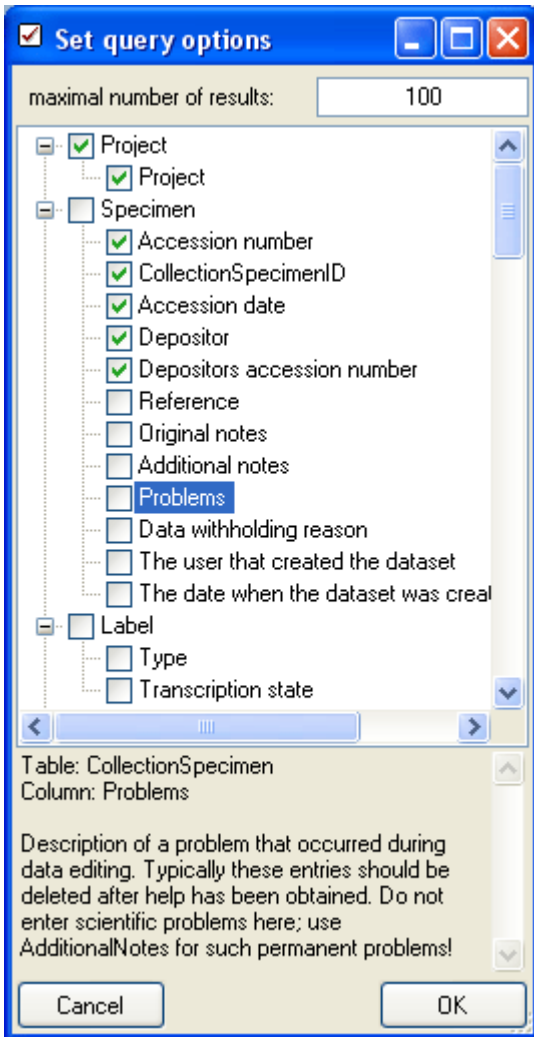 Set query options
maximal number of results: 100
Project
Project
Specimen
Accession number
CollectionSpecimenID
Accession date
Depositor
Depositors accession number
Reference
Original notes
Additional notes
Problems
Data withholding reason
The user that created the dataset
The date when the dataset was creat
Label
Type
Transcription state
Table: CollectionSpecimen
Column: Problems
Description of a problem that occurred during
data editing. Typically these entries should be
deleted after help has been obtained. Do not
enter scientific problems here; use
AdditionalNotes for such permanent problems!
Cancel OK